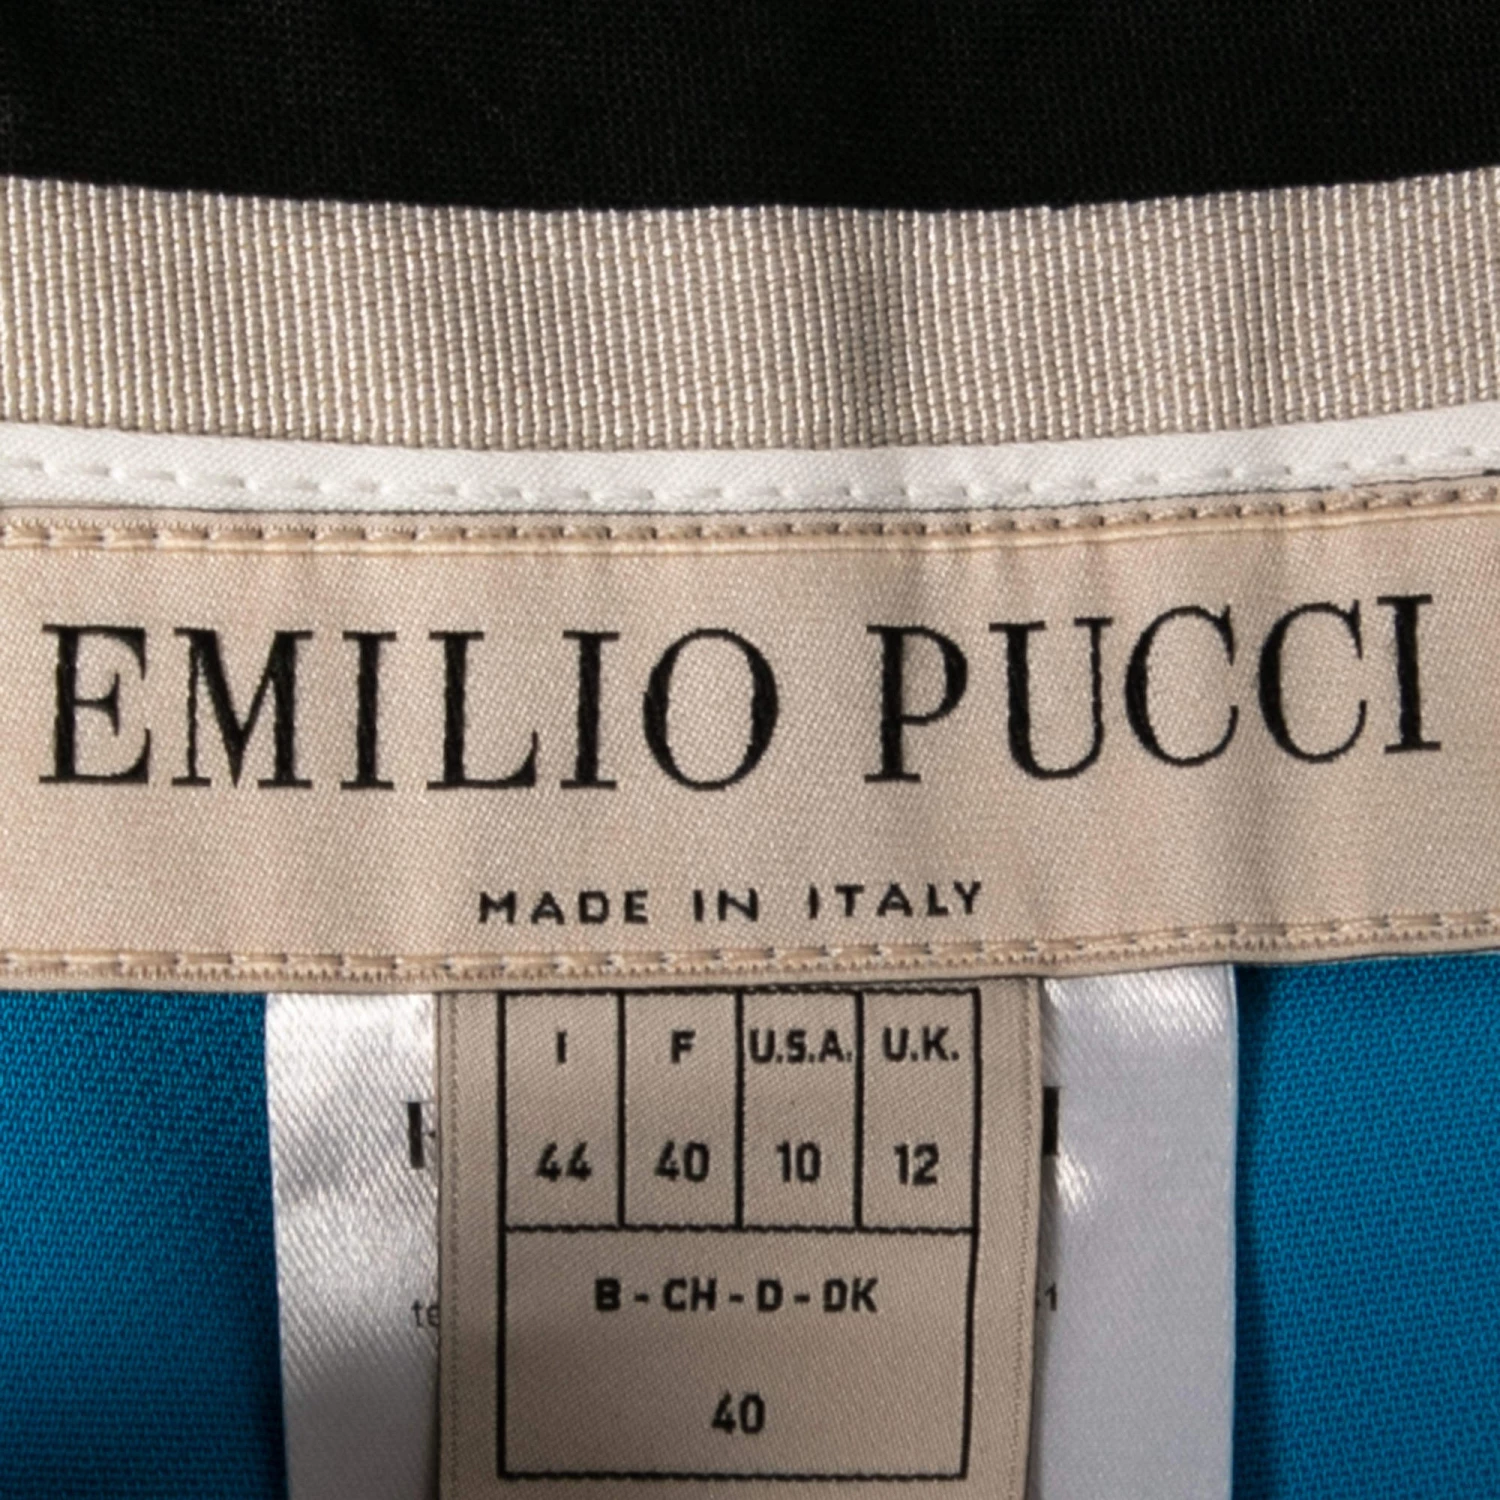 EMILIO PUCCI
MADE IN ITALY
I F U.S.A. U.K.
44 40 10 12
B - CH - D - DK
40